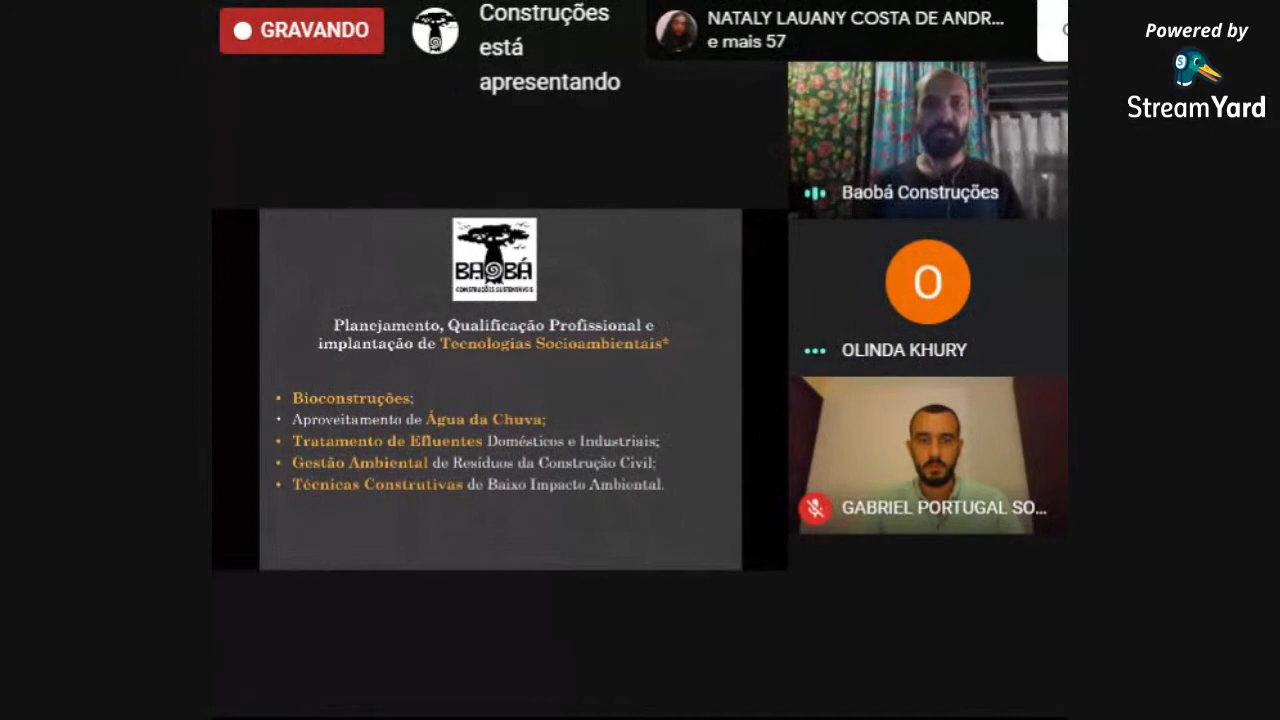 GRAVANDO
Construções
está
apresentando
NATALY LAUANY COSTA DE ANDR...
e mais 57
Powered by
StreamYard
Baobá Construções
OLINDA KHURY
O
GABRIEL PORTUGAL SO...
BAOBÁ
CONSTRUÇÕES SUSTENTÁVEIS
Planejamento, Qualificação Profissional e
implantação de Tecnologias Socioambientais*
• Bioconstruções;
• Aproveitamento de Água da Chuva;
• Tratamento de Efluentes Domésticos e Industriais;
• Gestão Ambiental de Resíduos da Construção Civil;
• Técnicas Construtivas de Baixo Impacto Ambiental.